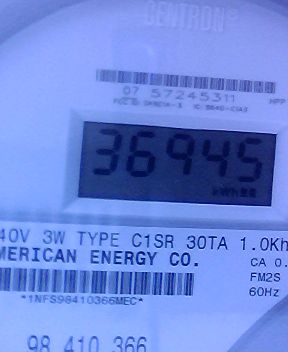 CENTRON®
07 57245311
36945
kWh
40V 3W TYPE C1SR 30TA 1.0Kh
MERICAN ENERGY CO.
CA 0.
FM2S
60Hz
*1NFS98410366MEC*
98 410 366